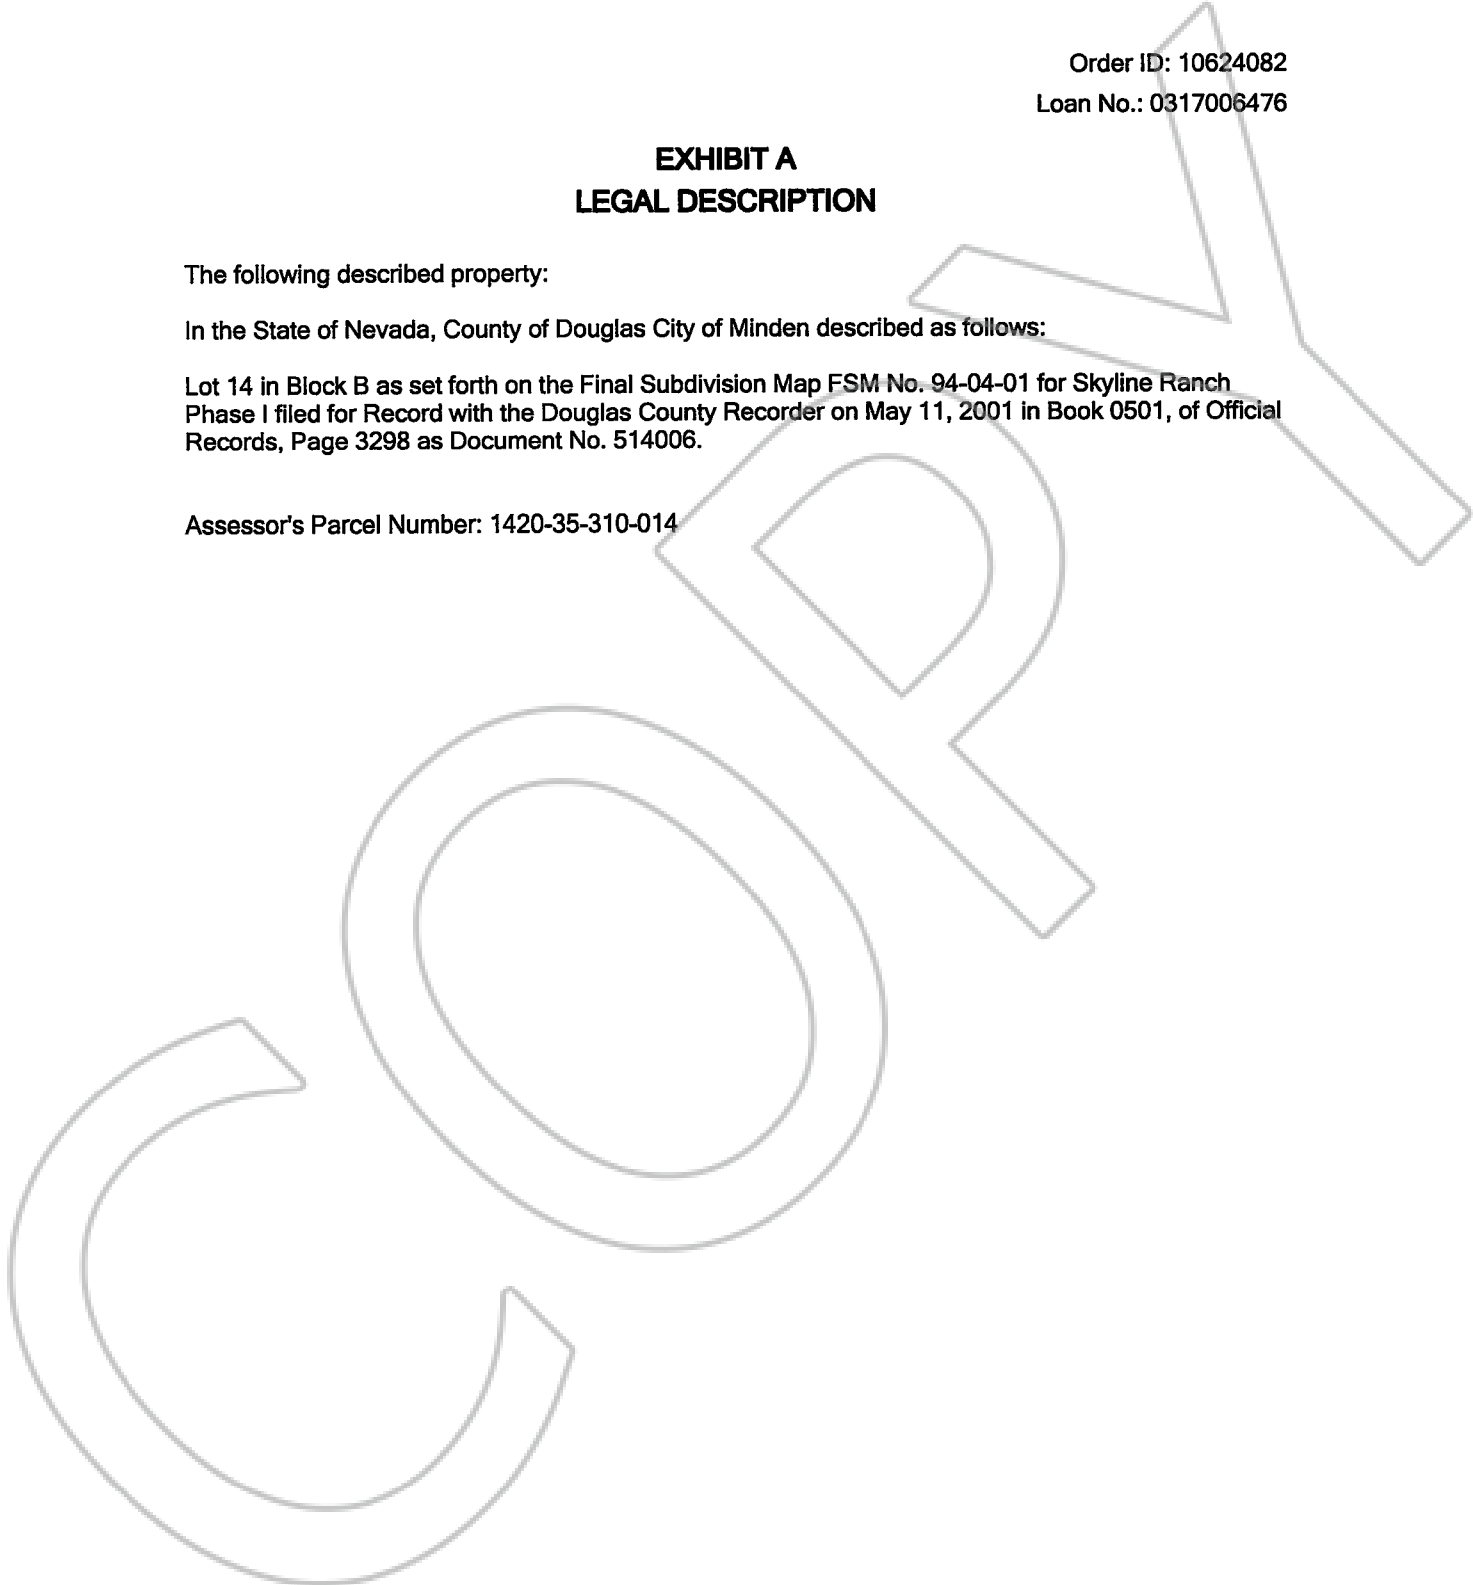 Order ID: 10624082
Loan No.: 0317006476
EXHIBIT A
LEGAL DESCRIPTION
The following described property:
In the State of Nevada, County of Douglas City of Minden described as follows:
Lot 14 in Block B as set forth on the Final Subdivision Map FSM No. 94-04-01 for Skyline Ranch
Phase I filed for Record with the Douglas County Recorder on May 11, 2001 in Book 0501, of Official
Records, Page 3298 as Document No. 514006.
Assessor's Parcel Number: 1420-35-310-014
COPY